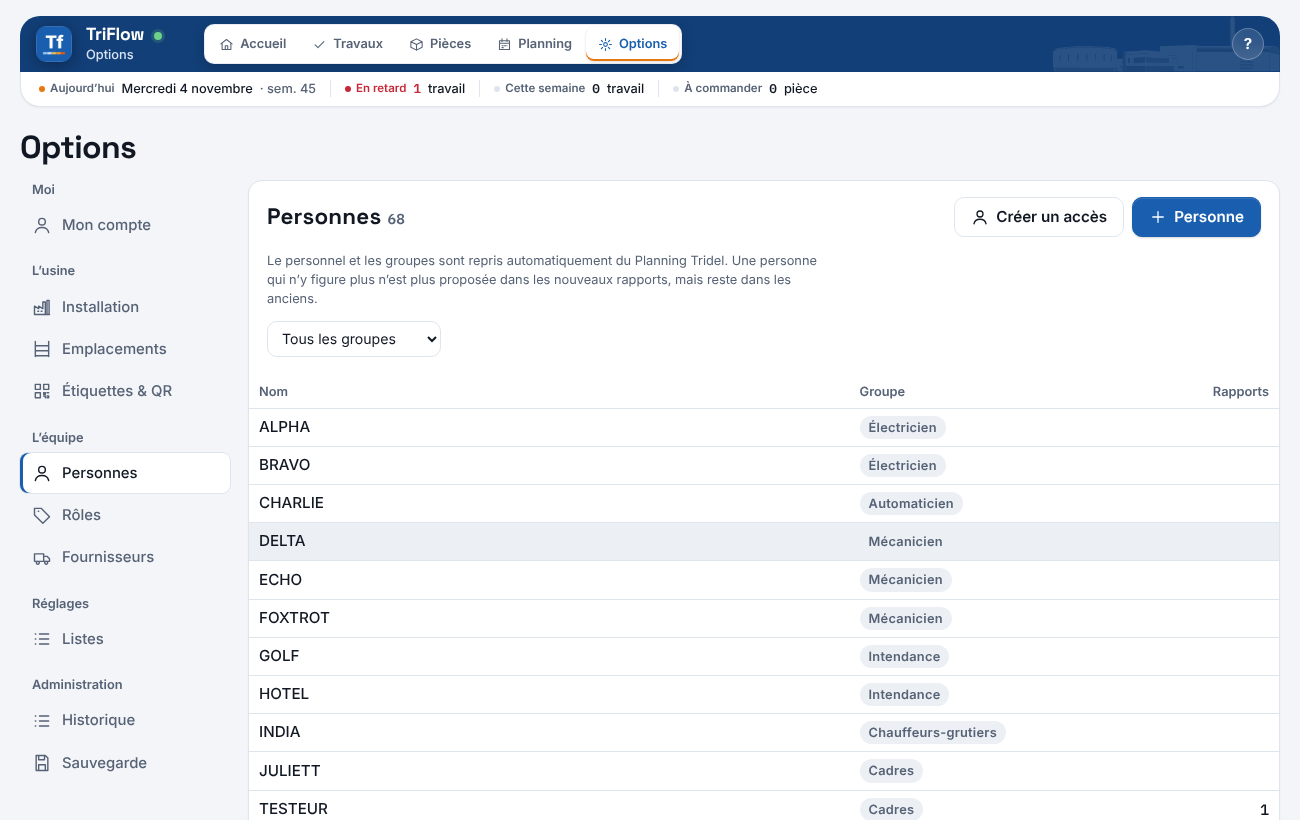 Tf
TriFlow
Options
Accueil
Travaux
Pièces
Planning
Options
?
Aujourd’hui Mercredi 4 novembre · sem. 45
En retard 1 travail
Cette semaine 0 travail
À commander 0 pièce
Options
Moi
Mon compte
L’usine
Installation
Emplacements
Étiquettes & QR
L’équipe
Personnes
Rôles
Fournisseurs
Réglages
Listes
Administration
Historique
Sauvegarde
Personnes 68
Créer un accès
+ Personne
Le personnel et les groupes sont repris automatiquement du Planning Tridel. Une personne
qui n’y figure plus n’est plus proposée dans les nouveaux rapports, mais reste dans les
anciens.
Tous les groupes
Nom Groupe Rapports
ALPHA Électricien
BRAVO Électricien
CHARLIE Automaticien
DELTA Mécanicien
ECHO Mécanicien
FOXTROT Mécanicien
GOLF Intendance
HOTEL Intendance
INDIA Chauffeurs-grutiers
JULIETT Cadres
TESTEUR Cadres 1